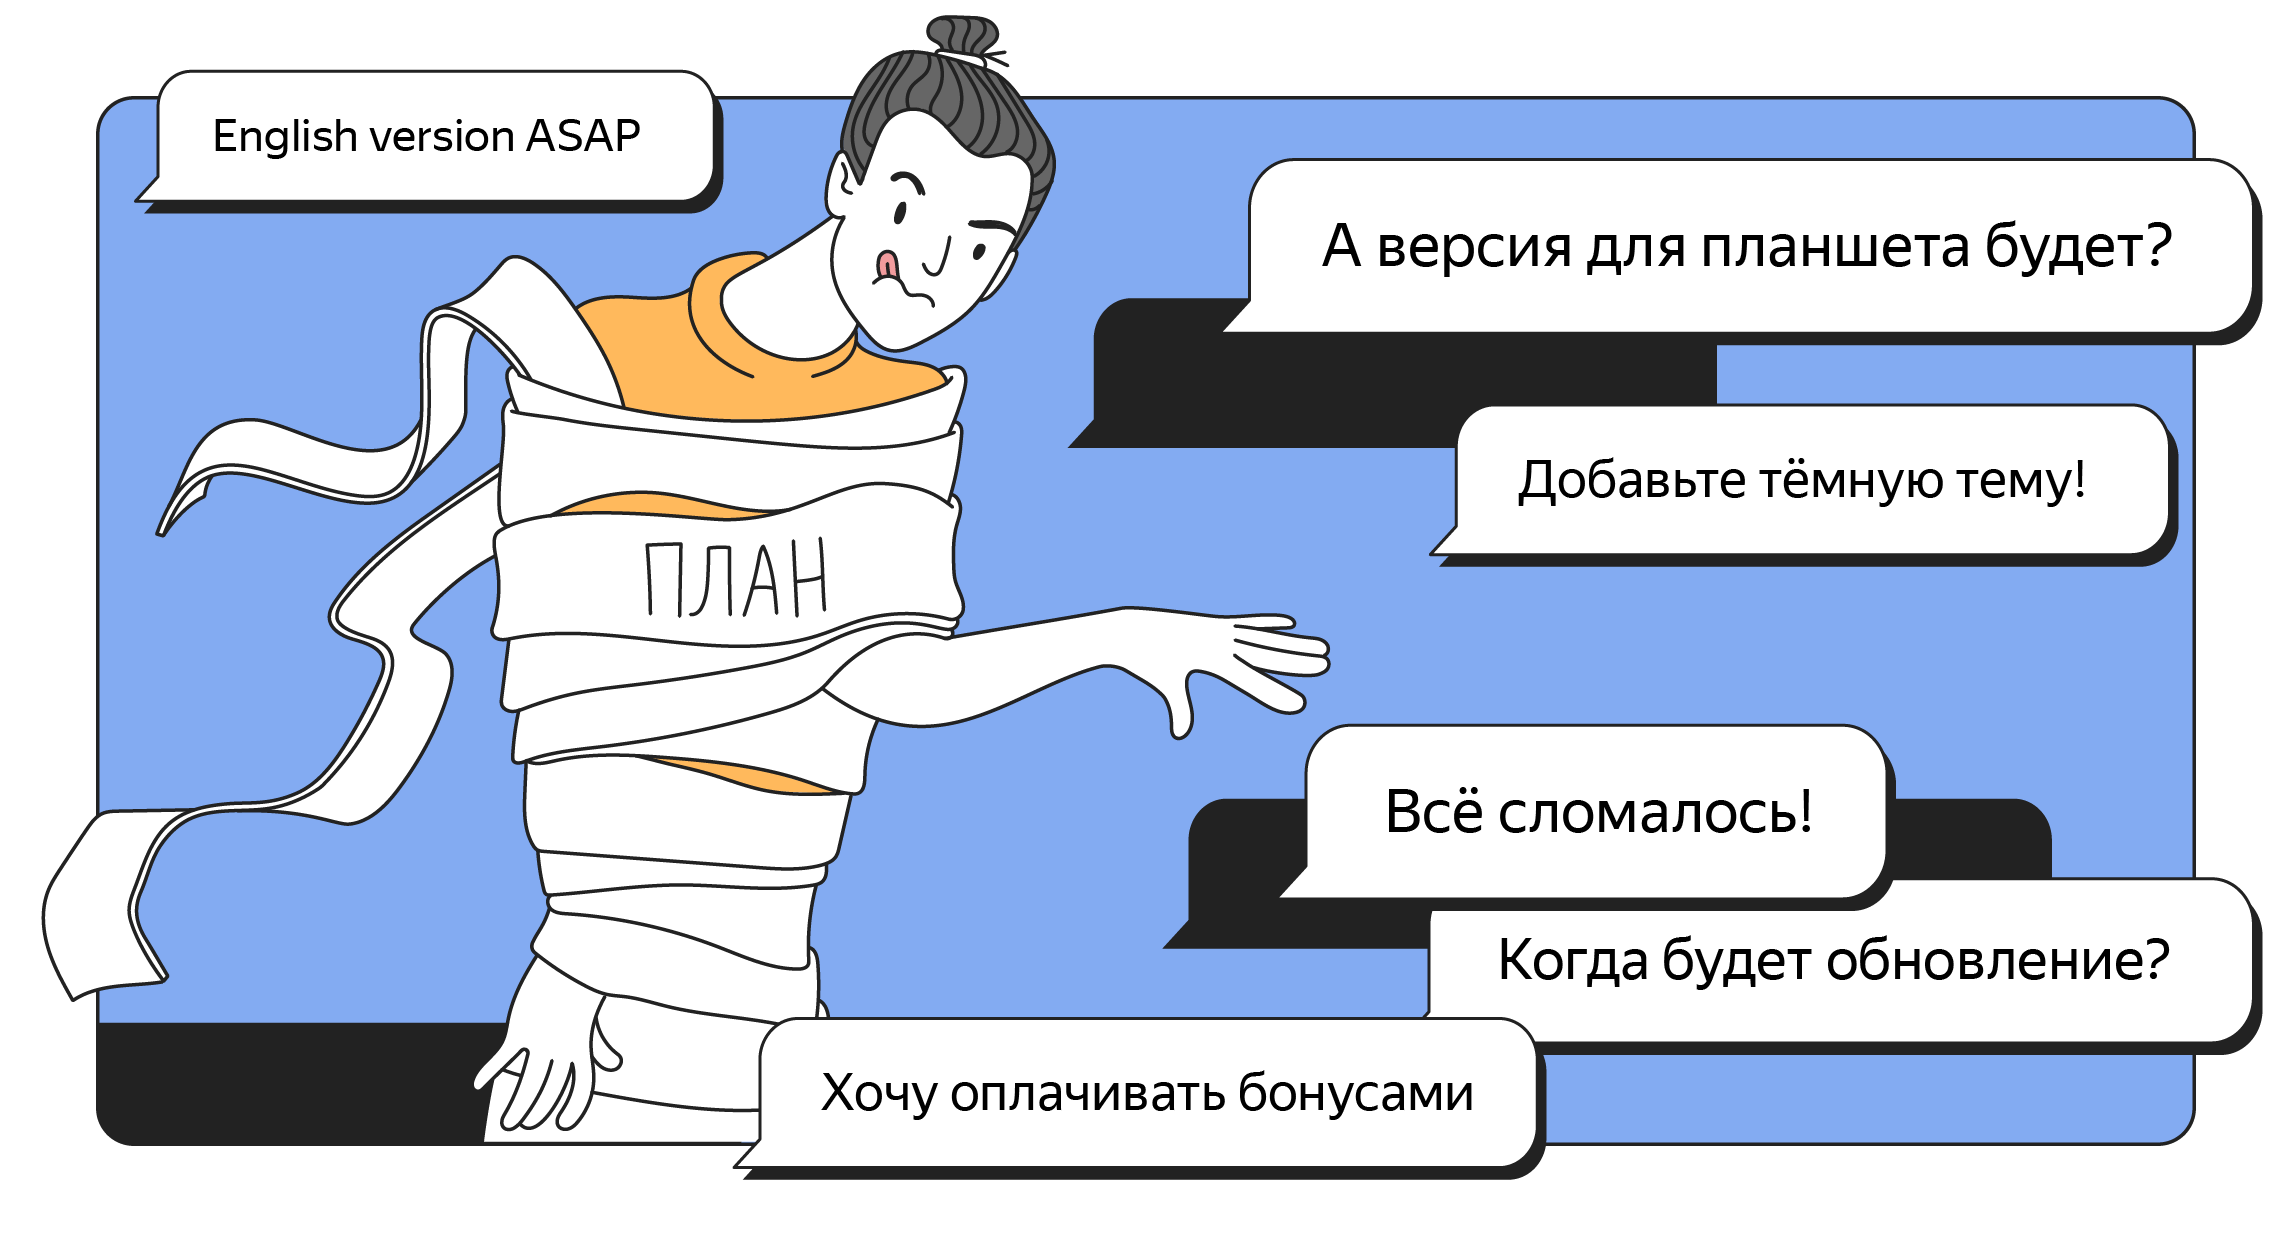 English version ASAP
А версия для планшета будет?
Добавьте тёмную тему!
ПЛАН
Всё сломалось!
Когда будет обновление?
Хочу оплачивать бонусами